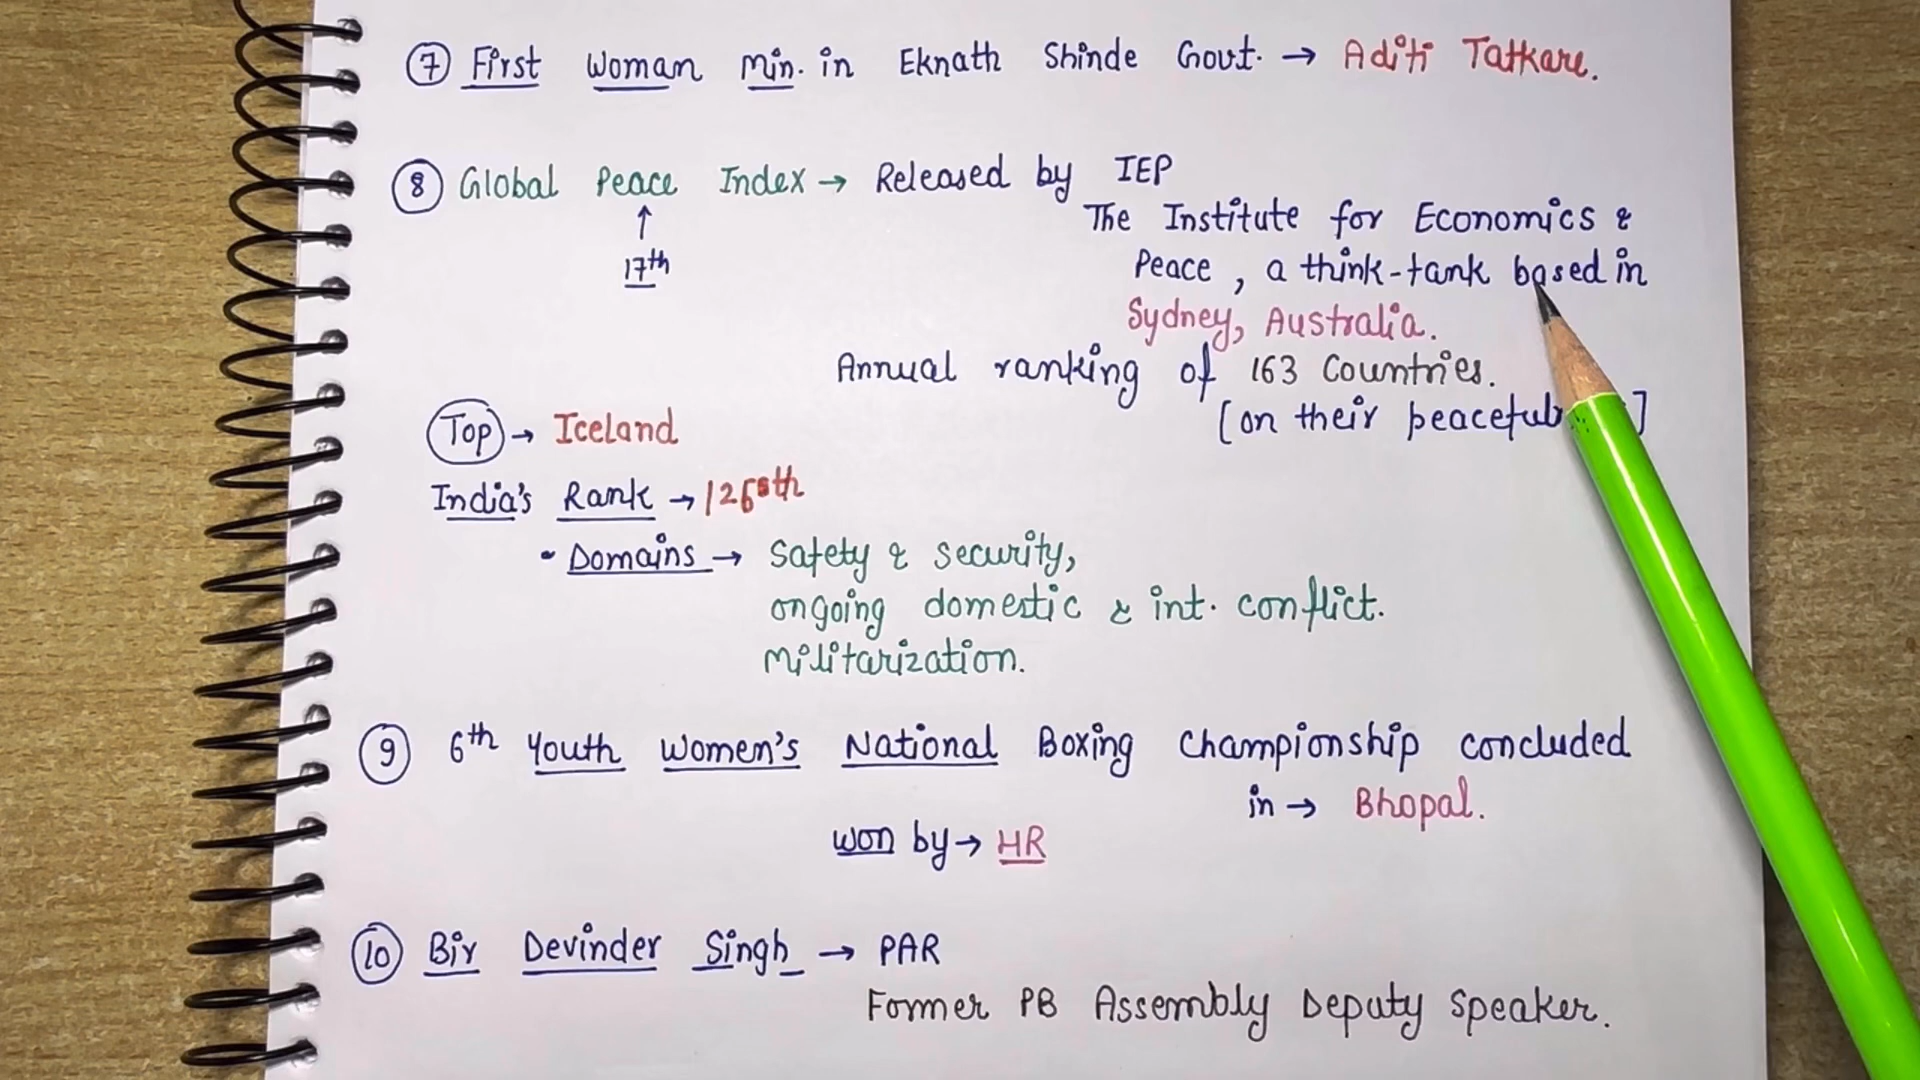 7 First Woman Min. in Eknath Shinde Govt. → Aditi Tatkare.
8 Global Peace Index → Released by IEP
The Institute for Economics &
17th
Peace, a think-tank based in
Sydney, Australia.
Annual ranking of 163 Countries.
[on their peaceful ]
Top → Iceland
India's Rank → 126th
- Domains → Safety & security,
ongoing domestic & int. conflict.
Militarization.
9 6th Youth Women's National Boxing Championship concluded
in → Bhopal.
won by → HR
10 Bir Devinder Singh → PAR
Former PB Assembly Deputy Speaker.